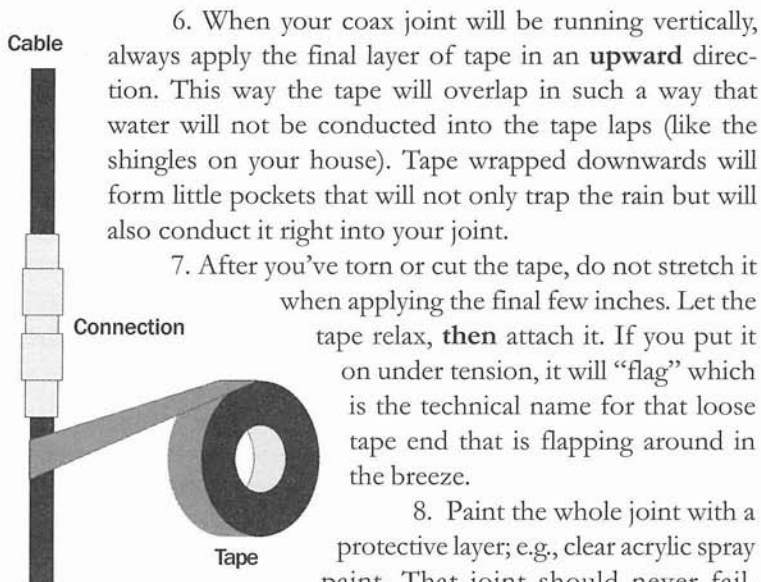 Cable
6. When your coax joint will be running vertically,
always apply the final layer of tape in an upward direc-
tion. This way the tape will overlap in such a way that
water will not be conducted into the tape laps (like the
shingles on your house). Tape wrapped downwards will
form little pockets that will not only trap the rain but will
also conduct it right into your joint.
7. After you've torn or cut the tape, do not stretch it
when applying the final few inches. Let the
Connection
tape relax, then attach it. If you put it
on under tension, it will “flag” which
is the technical name for that loose
tape end that is flapping around in
the breeze.
8. Paint the whole joint with a
Tape
protective layer; e.g., clear acrylic spray
paint. That joint should never fail.